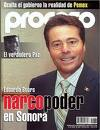 Oculta el gobierno la realidad de Pemex
proceso
El verdadero Paz
Eduardo Bours
narcopoder
en Sonora